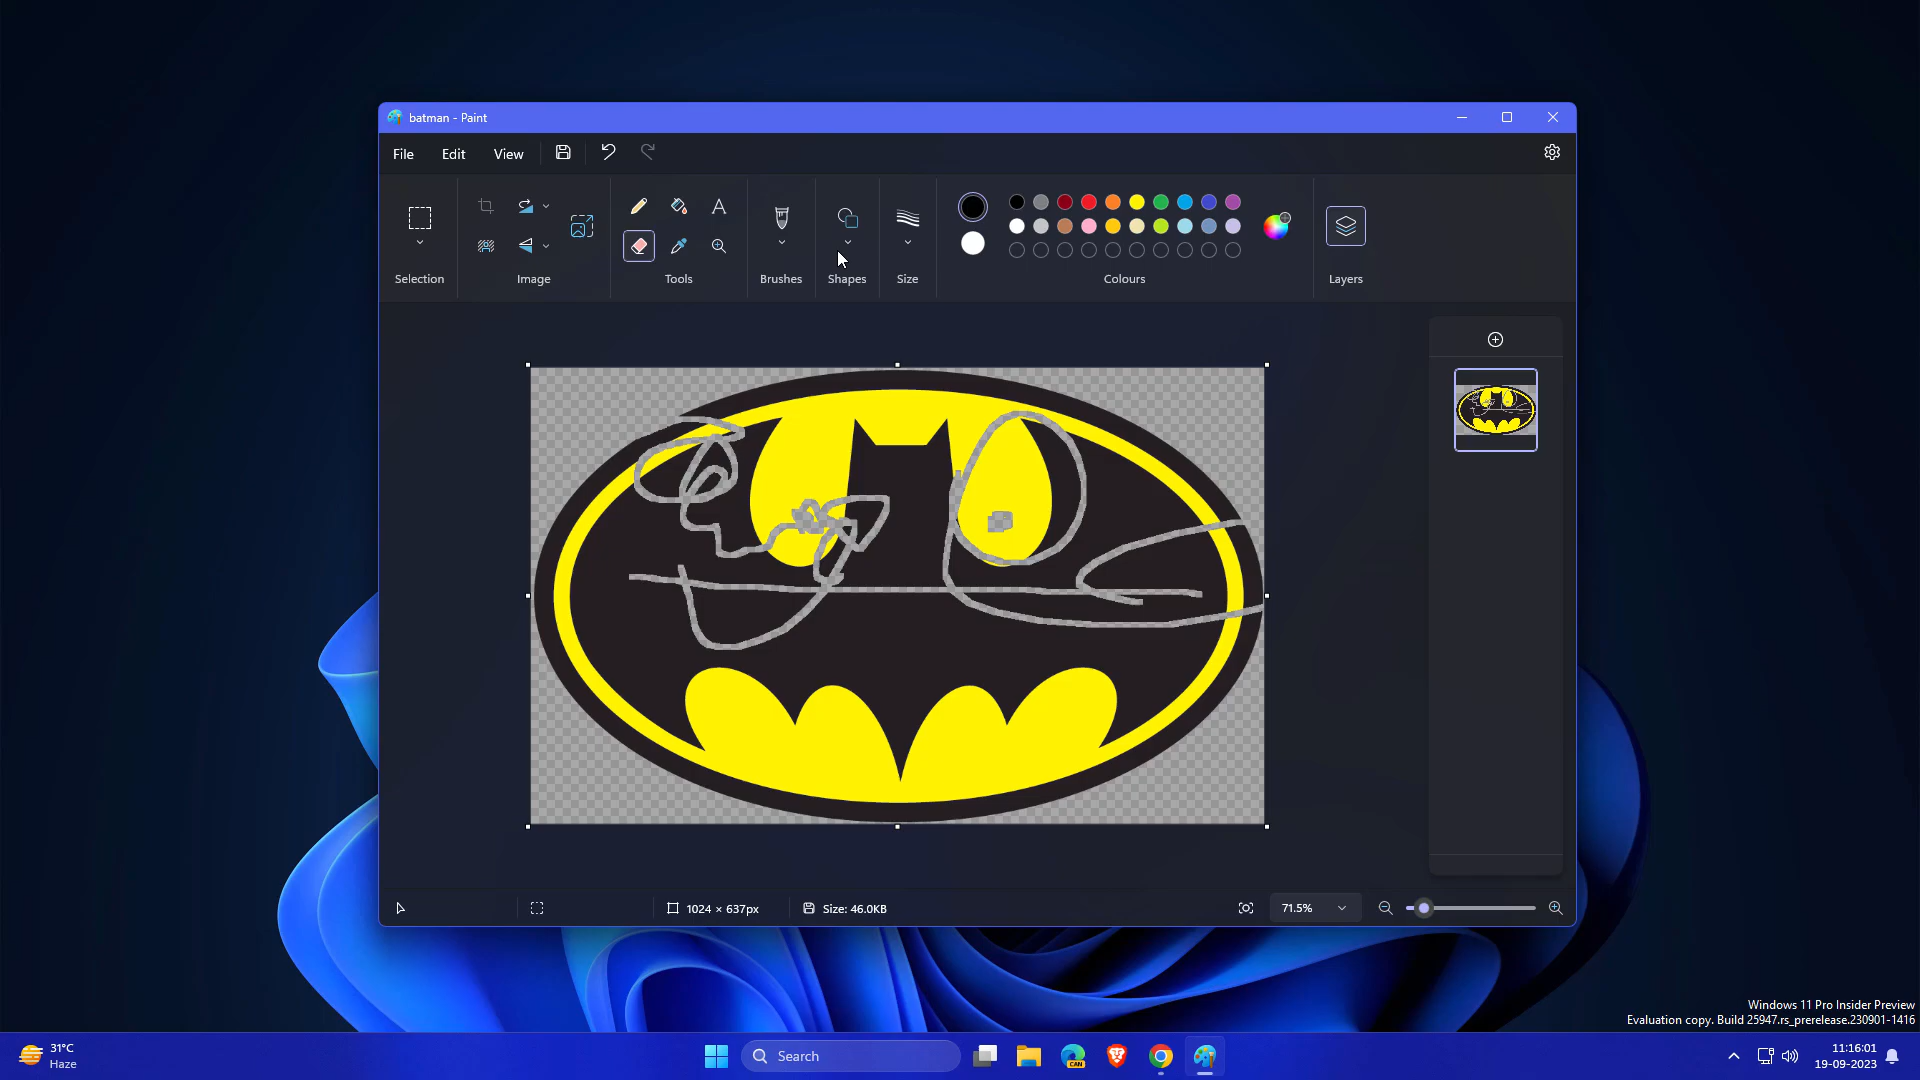 batman - Paint
File Edit View
Selection Image Tools Brushes Shapes Size Colours Layers
1024 × 637px Size: 46.0KB 71.5%
Windows 11 Pro Insider Preview
Evaluation copy. Build 25947.rs_prerelease.230901-1416
31°C
Haze
Search
CAN
11:16:01
19-09-2023